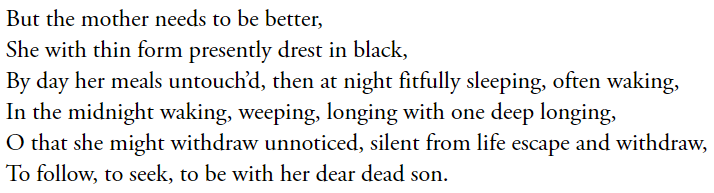 But the mother needs to be better,
She with thin form presently drest in black,
By day her meals untouch’d, then at night fitfully sleeping, often waking,
In the midnight waking, weeping, longing with one deep longing,
O that she might withdraw unnoticed, silent from life escape and withdraw,
To follow, to seek, to be with her dear dead son.